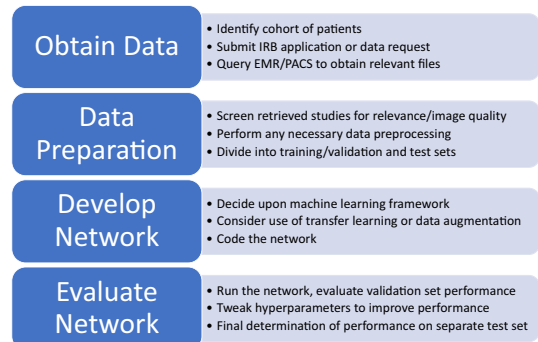 Obtain Data
• Identify cohort of patients
• Submit IRB application or data request
• Query EMR/PACS to obtain relevant files
Data
Preparation
• Screen retrieved studies for relevance/image quality
• Perform any necessary data preprocessing
• Divide into training/validation and test sets
Develop
Network
• Decide upon machine learning framework
• Consider use of transfer learning or data augmentation
• Code the network
Evaluate
Network
• Run the network, evaluate validation set performance
• Tweak hyperparameters to improve performance
• Final determination of performance on separate test set